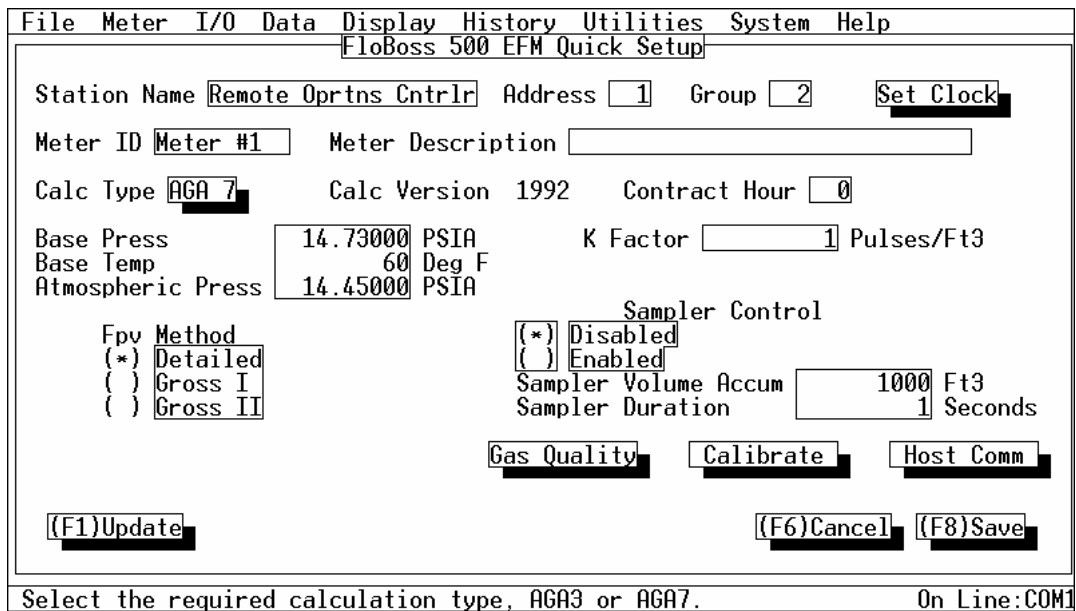 File Meter I/O Data Display History Utilities System Help
FloBoss 500 EFM Quick Setup
Station Name Remote Oprtns Cntrlr Address 1 Group 2 Set Clock
Meter ID Meter #1 Meter Description
Calc Type AGA 7 Calc Version 1992 Contract Hour 0
Base Press 14.73000 PSIA K Factor 1 Pulses/Ft3
Base Temp 60 Deg F
Atmospheric Press 14.45000 PSIA
Sampler Control
Fpv Method (*) Disabled
(*) Detailed ( ) Enabled
( ) Gross I Sampler Volume Accum 1000 Ft3
( ) Gross II Sampler Duration 1 Seconds
Gas Quality Calibrate Host Comm
(F1)Update (F6)Cancel (F8)Save
Select the required calculation type, AGA3 or AGA7. On Line:COM1